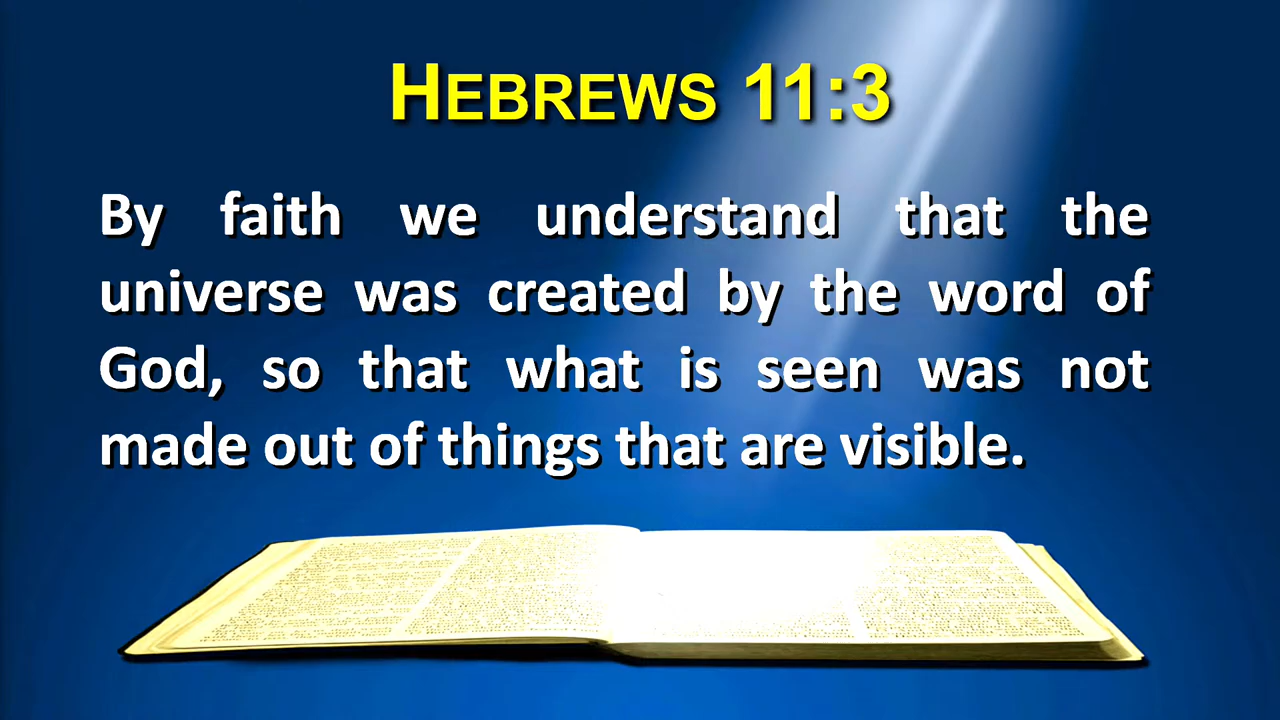 HEBREWS 11:3
By faith we understand that the
universe was created by the word of
God, so that what is seen was not
made out of things that are visible.